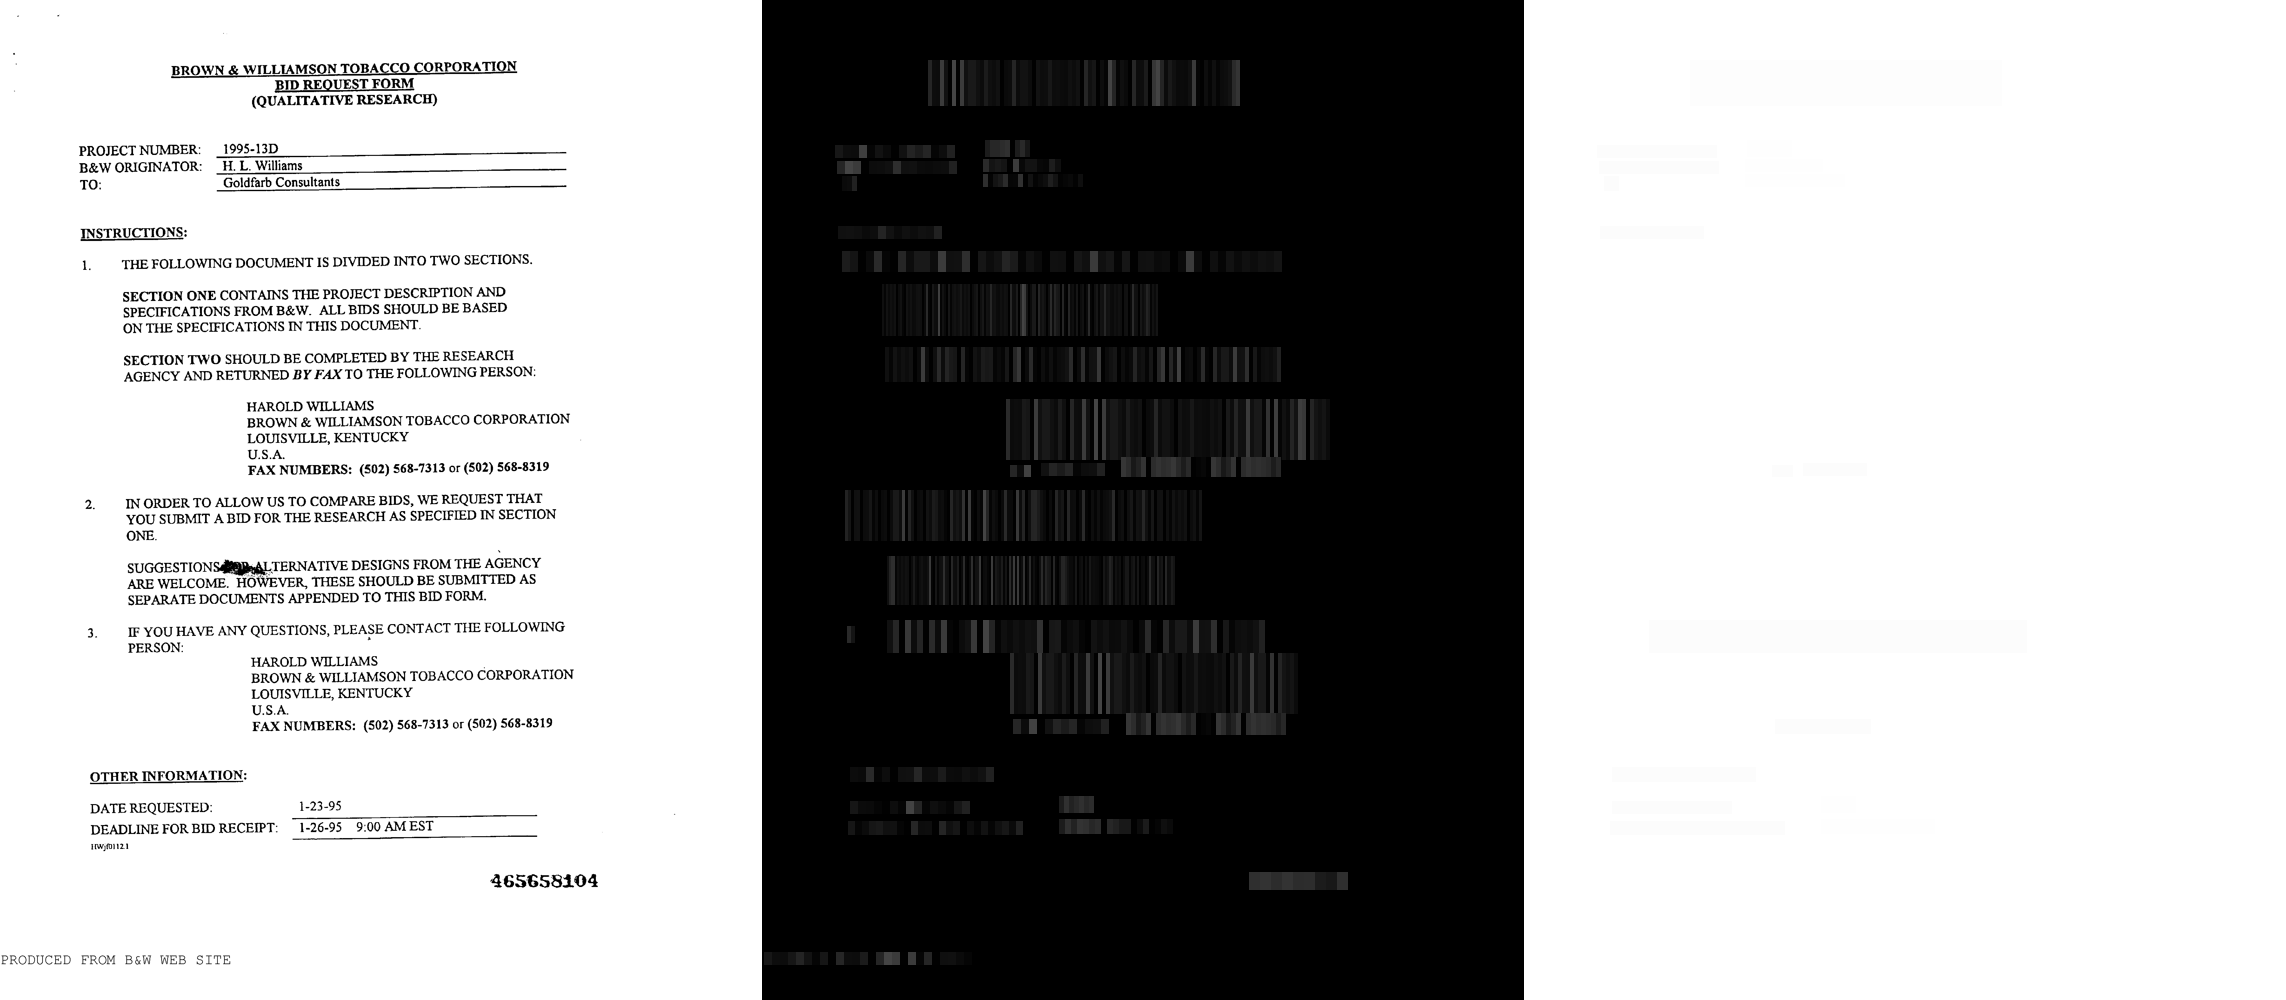 BROWN & WILLIAMSON TOBACCO CORPORATION
BID REQUEST FORM
(QUALITATIVE RESEARCH)
PROJECT NUMBER: 1995-13D
B&W ORIGINATOR: H. L. Williams
TO: Goldfarb Consultants
INSTRUCTIONS:
1. THE FOLLOWING DOCUMENT IS DIVIDED INTO TWO SECTIONS.
SECTION ONE CONTAINS THE PROJECT DESCRIPTION AND
SPECIFICATIONS FROM B&W. ALL BIDS SHOULD BE BASED
ON THE SPECIFICATIONS IN THIS DOCUMENT.
SECTION TWO SHOULD BE COMPLETED BY THE RESEARCH
AGENCY AND RETURNED BY FAX TO THE FOLLOWING PERSON:
HAROLD WILLIAMS
BROWN & WILLIAMSON TOBACCO CORPORATION
LOUISVILLE, KENTUCKY
U.S.A.
FAX NUMBERS: (502) 568-7313 or (502) 568-8319
2. IN ORDER TO ALLOW US TO COMPARE BIDS, WE REQUEST THAT
YOU SUBMIT A BID FOR THE RESEARCH AS SPECIFIED IN SECTION
ONE.
SUGGESTIONS ALTERNATIVE DESIGNS FROM THE AGENCY
ARE WELCOME. HOWEVER, THESE SHOULD BE SUBMITTED AS
SEPARATE DOCUMENTS APPENDED TO THIS BID FORM.
3. IF YOU HAVE ANY QUESTIONS, PLEASE CONTACT THE FOLLOWING
PERSON:
HAROLD WILLIAMS
BROWN & WILLIAMSON TOBACCO CORPORATION
LOUISVILLE, KENTUCKY
U.S.A.
FAX NUMBERS: (502) 568-7313 or (502) 568-8319
OTHER INFORMATION:
DATE REQUESTED: 1-23-95
DEADLINE FOR BID RECEIPT: 1-26-95 9:00 AM EST
465658104
PRODUCED FROM B&W WEB SITE